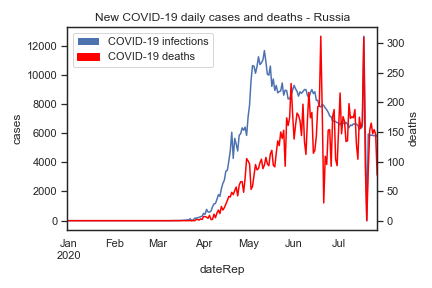 New COVID-19 daily cases and deaths - Russia
COVID-19 infections
COVID-19 deaths
12000
10000
8000
6000
4000
2000
0
cases
300
250
200
150
100
50
0
deaths
Jan Feb Mar Apr May Jun Jul
2020
dateRep